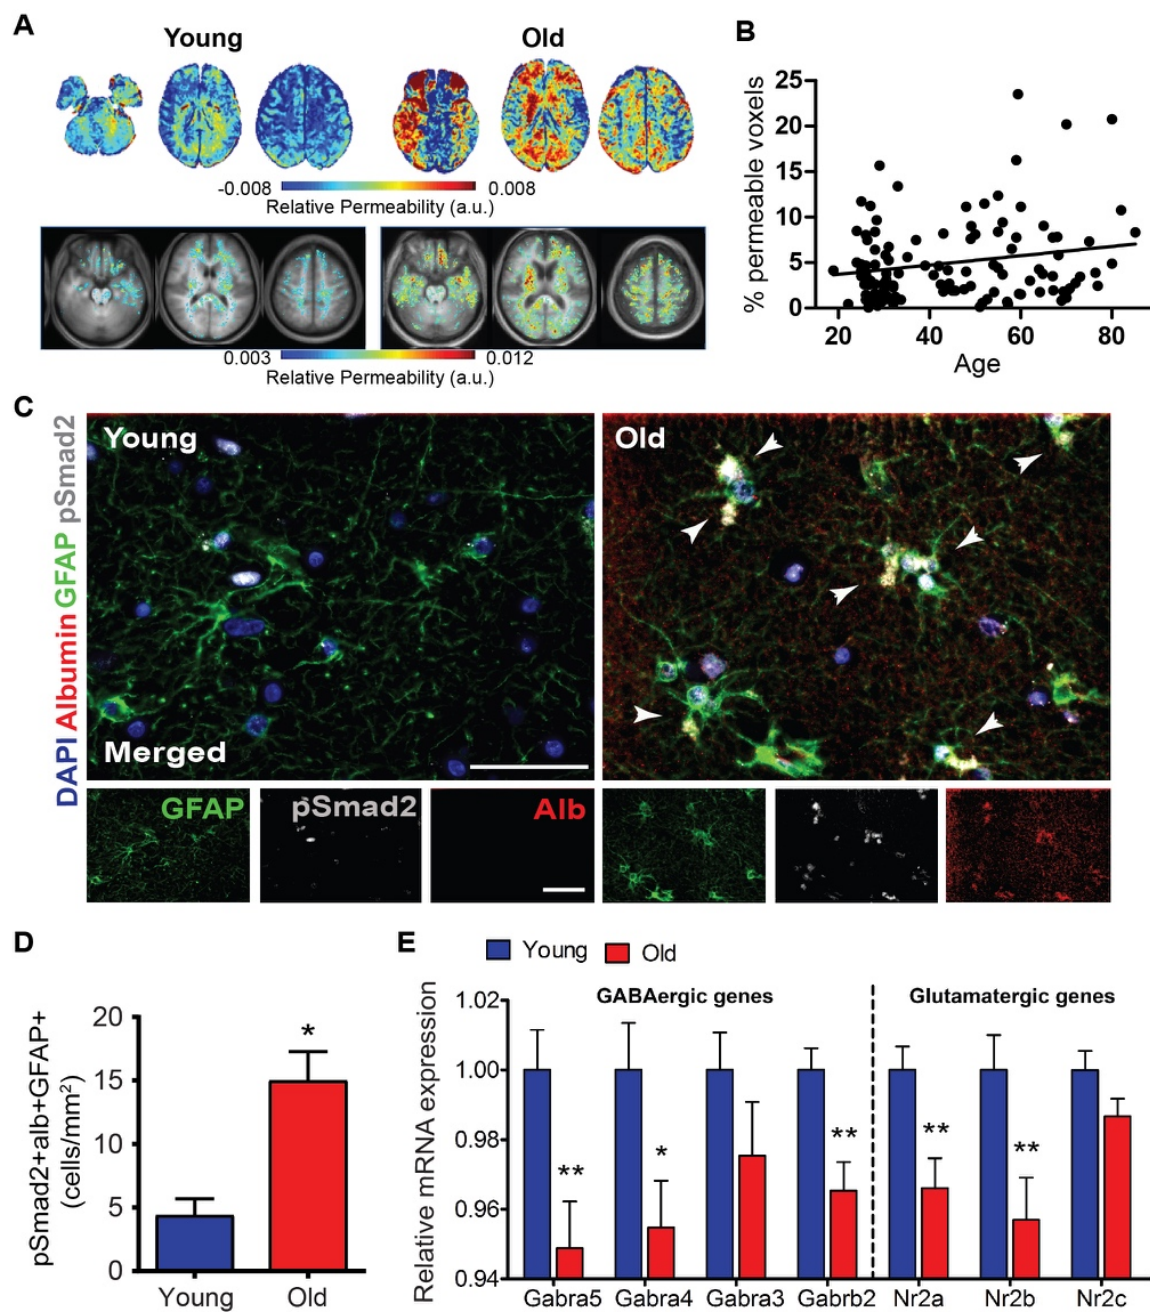 A
Young
Old
-0.008
0.008
Relative Permeability (a.u.)
0.003
0.012
Relative Permeability (a.u.)
B
25
20
15
10
5
0
% permeable voxels
20
40
60
80
Age
C
DAPI Albumin GFAP pSmad2
Young
Merged
Old
GFAP
pSmad2
Alb
D
pSmad2+alb+GFAP+
(cells/mm²)
20
15
10
5
0
*
Young
Old
E
Young
Old
Relative mRNA expression
1.02
1.00
0.98
0.96
0.94
GABAergic genes
Glutamatergic genes
**
*
**
**
**
Gabra5
Gabra4
Gabra3
Gabrb2
Nr2a
Nr2b
Nr2c